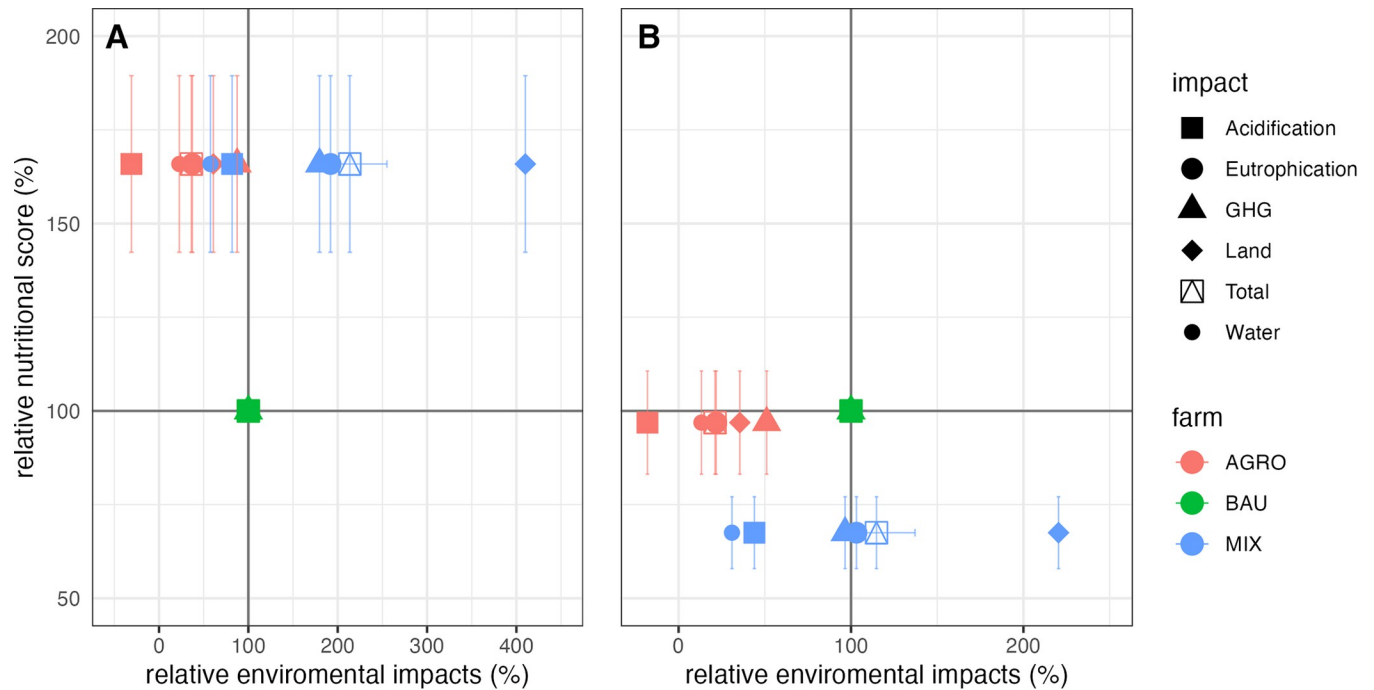 A
B
relative nutritional score (%)
200
150
100
50
0 100 200 300 400
0 100 200
relative enviromental impacts (%)
relative enviromental impacts (%)
impact
Acidification
Eutrophication
GHG
Land
Total
Water
farm
AGRO
BAU
MIX